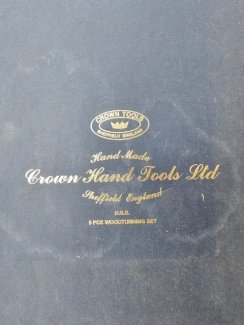 CROWN TOOLS
SHEFFIELD ENGLAND
Hand Made
Crown Hand Tools Ltd
Sheffield England
H.S.S.
6 PCE WOODTURNING SET